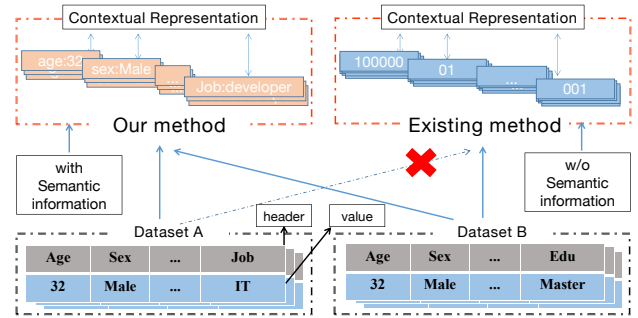 Contextual Representation
Contextual Representation
age:32
sex:Male
...
Job:developer
100000
01
...
001
Our method
Existing method
with
Semantic
information
w/o
Semantic
information
header
value
Dataset A
Dataset B
Age Sex ... Job
32 Male ... IT
Age Sex ... Edu
32 Male ... Master